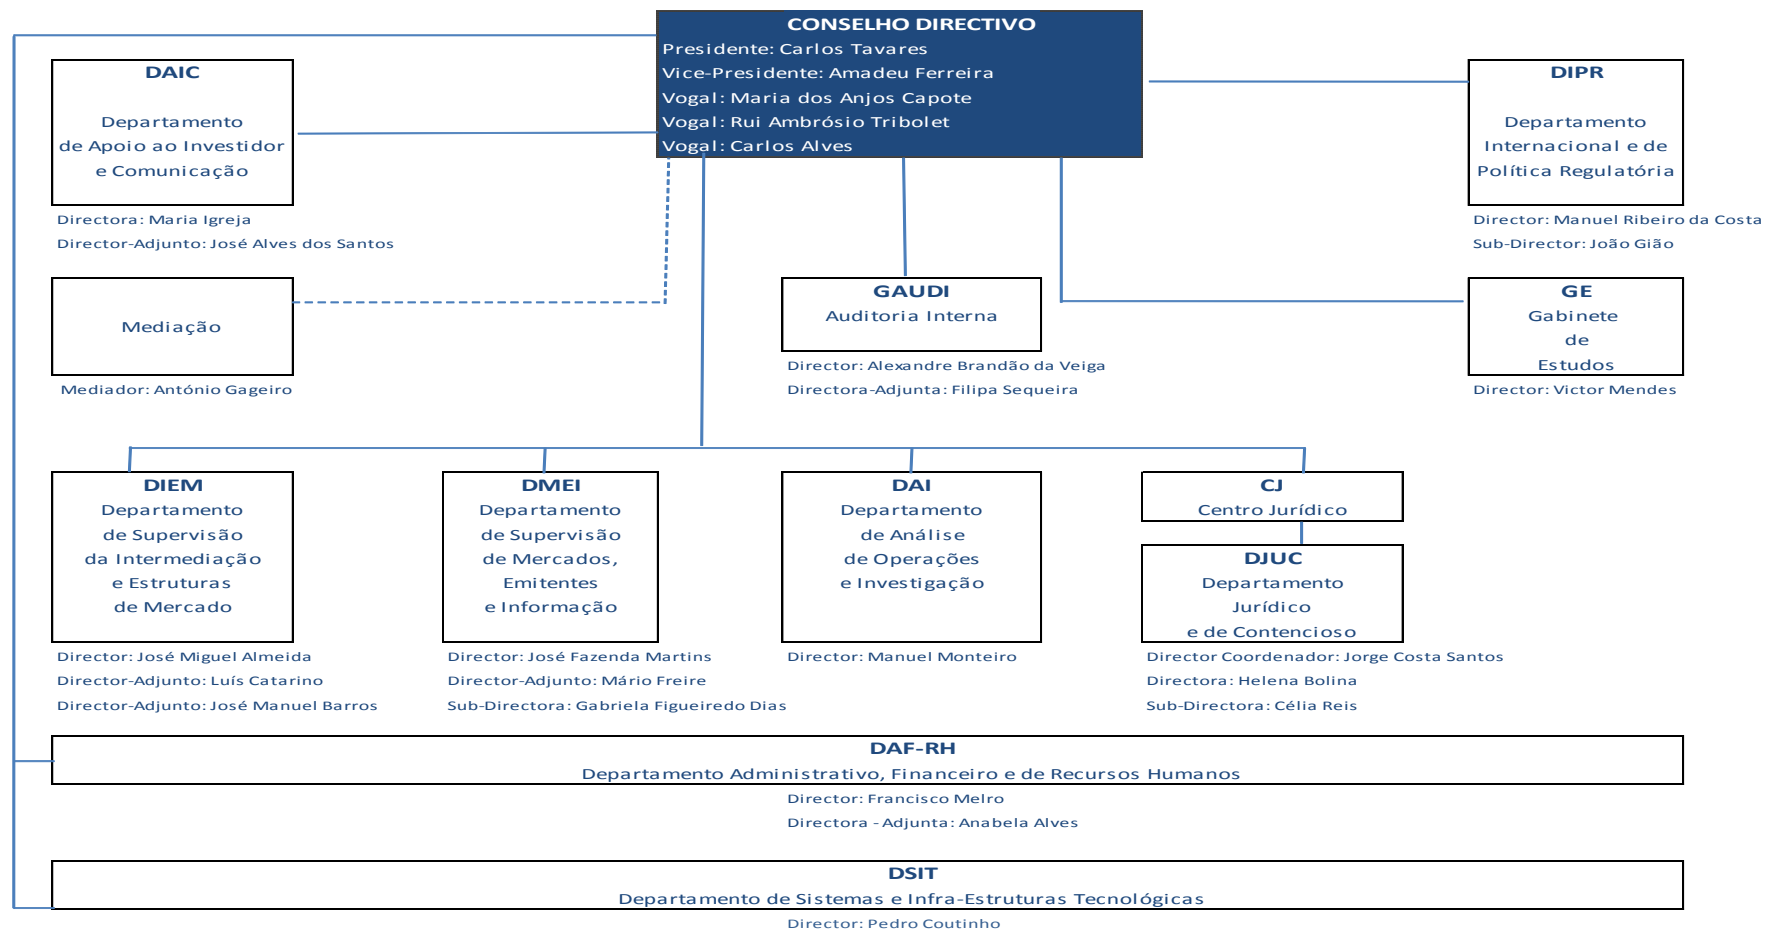 CONSELHO DIRECTIVO
Presidente: Carlos Tavares
Vice-Presidente: Amadeu Ferreira
Vogal: Maria dos Anjos Capote
Vogal: Rui Ambrósio Tribolet
Vogal: Carlos Alves
DAIC
Departamento
de Apoio ao Investidor
e Comunicação
Directora: Maria Igreja
Director-Adjunto: José Alves dos Santos
DIPR
Departamento
Internacional e de
Política Regulatória
Director: Manuel Ribeiro da Costa
Sub-Director: João Gião
Mediação
Mediador: António Gageiro
GAUDI
Auditoria Interna
Director: Alexandre Brandão da Veiga
Directora-Adjunta: Filipa Sequeira
GE
Gabinete
de
Estudos
Director: Victor Mendes
DIEM
Departamento
de Supervisão
da Intermediação
e Estruturas
de Mercado
Director: José Miguel Almeida
Director-Adjunto: Luís Catarino
Director-Adjunto: José Manuel Barros
DMEI
Departamento
de Supervisão
de Mercados,
Emitentes
e Informação
Director: José Fazenda Martins
Director-Adjunto: Mário Freire
Sub-Directora: Gabriela Figueiredo Dias
DAI
Departamento
de Análise
de Operações
e Investigação
Director: Manuel Monteiro
CJ
Centro Jurídico
DJUC
Departamento
Jurídico
e de Contencioso
Director Coordenador: Jorge Costa Santos
Directora: Helena Bolina
Sub-Directora: Célia Reis
DAF-RH
Departamento Administrativo, Financeiro e de Recursos Humanos
Director: Francisco Melro
Directora - Adjunta: Anabela Alves
DSIT
Departamento de Sistemas e Infra-Estruturas Tecnológicas
Director: Pedro Coutinho